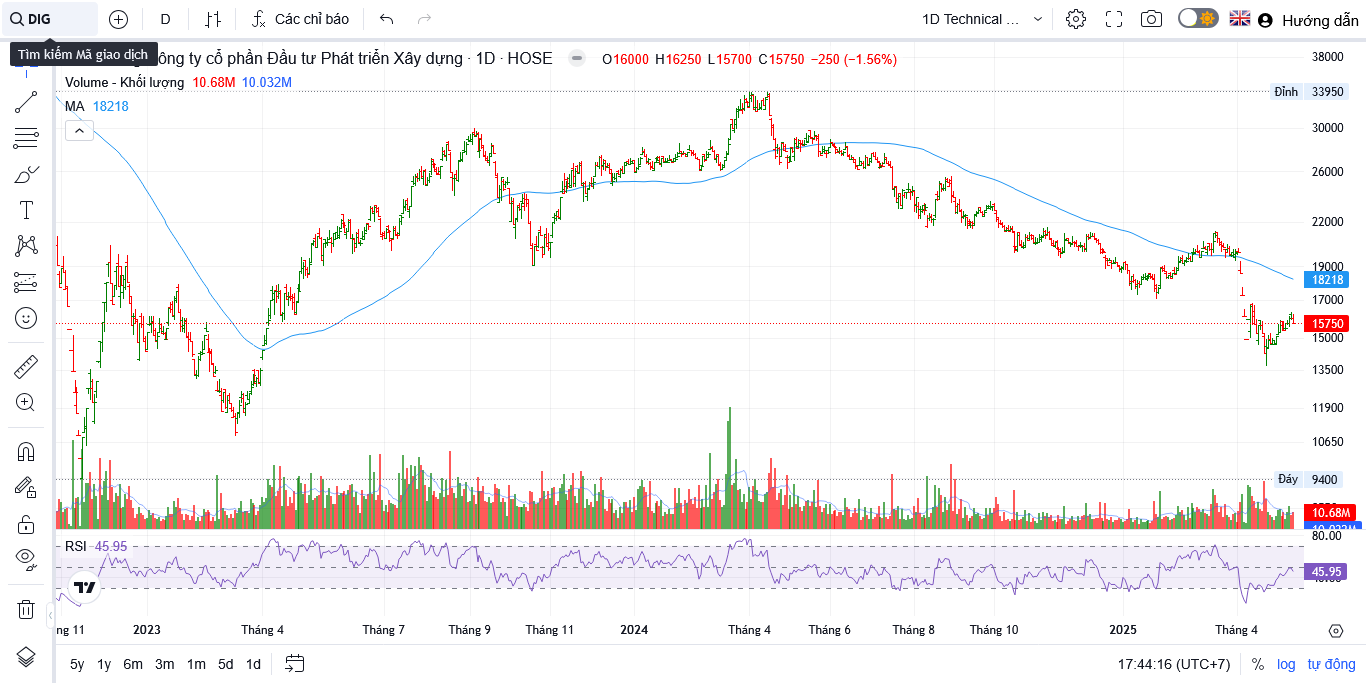 DIG D Các chỉ báo 1D Technical ... Hướng dẫn
Tìm kiếm Mã giao dịch
ông ty cổ phần Đầu tư Phát triển Xây dựng · 1D · HOSE O16000 H16250 L15700 C15750 −250 (−1.56%)
Volume - Khối lượng 10.68M 10.032M
MA 18218
38000
Đỉnh 33950
30000
26000
22000
19000
18218
17000
15750
15000
13500
11900
10650
Đáy 9400
10.68M
80.00
RSI 45.95
45.95
ng 11 2023 Tháng 4 Tháng 7 Tháng 9 Tháng 11 2024 Tháng 4 Tháng 6 Tháng 8 Tháng 10 2025 Tháng 4
5y 1y 6m 3m 1m 5d 1d 17:44:16 (UTC+7) % log tự động